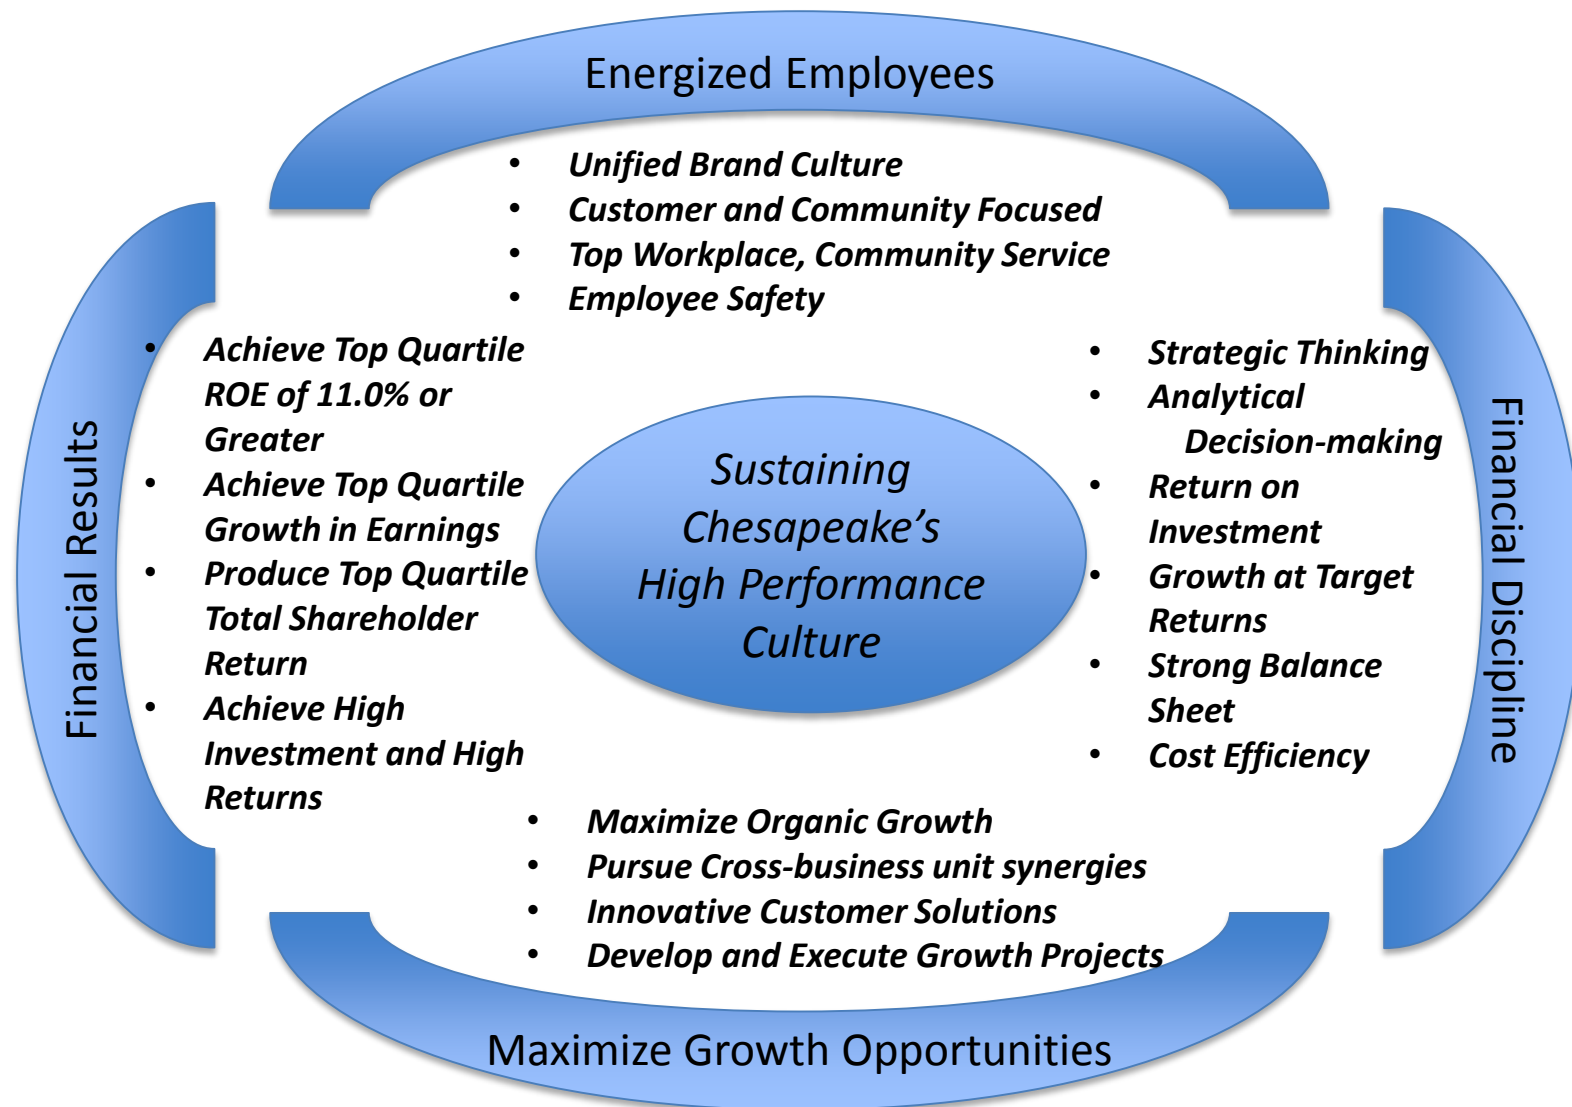 Energized Employees
• Unified Brand Culture
• Customer and Community Focused
• Top Workplace, Community Service
• Employee Safety
Financial Results
• Achieve Top Quartile
ROE of 11.0% or
Greater
• Achieve Top Quartile
Growth in Earnings
• Produce Top Quartile
Total Shareholder
Return
• Achieve High
Investment and High
Returns
Sustaining
Chesapeake’s
High Performance
Culture
• Strategic Thinking
• Analytical
Decision-making
• Return on
Investment
• Growth at Target
Returns
• Strong Balance
Sheet
• Cost Efficiency
Financial Discipline
• Maximize Organic Growth
• Pursue Cross-business unit synergies
• Innovative Customer Solutions
• Develop and Execute Growth Projects
Maximize Growth Opportunities